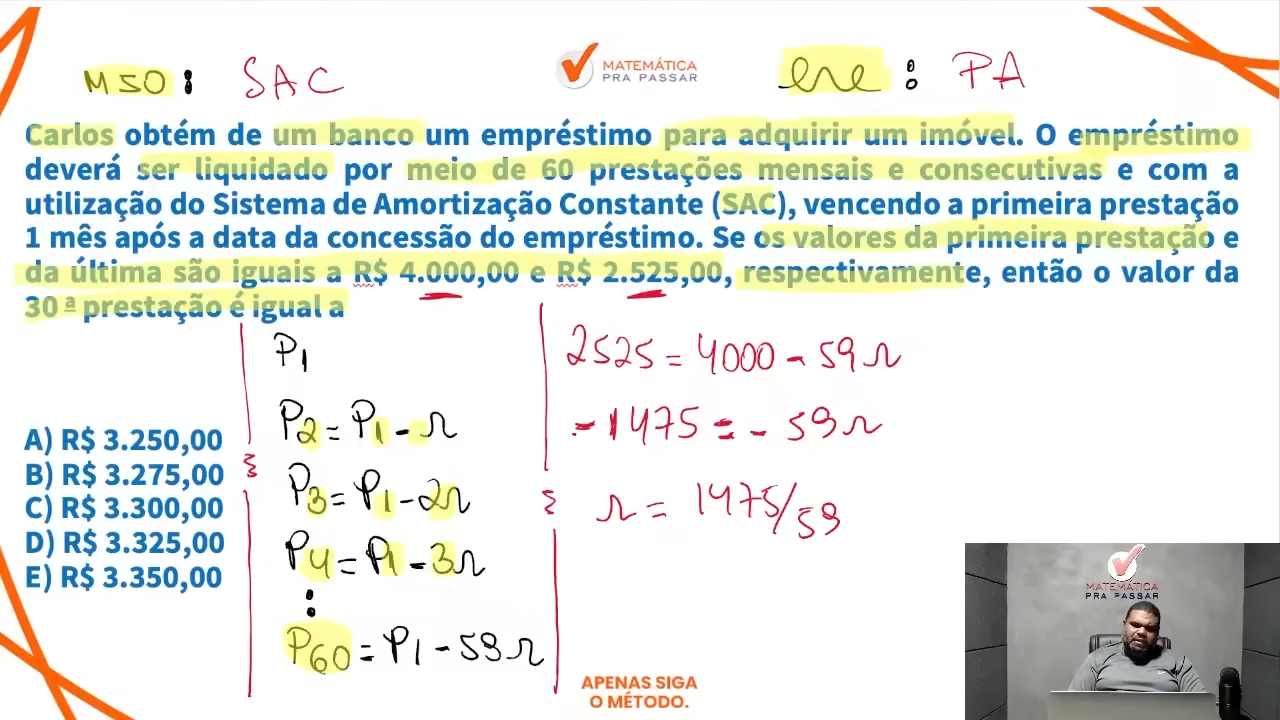 MSO: SAC
MATEMÁTICA
PRA PASSAR
ere: PA
Carlos obtém de um banco um empréstimo para adquirir um imóvel. O empréstimo
deverá ser liquidado por meio de 60 prestações mensais e consecutivas e com a
utilização do Sistema de Amortização Constante (SAC), vencendo a primeira prestação
1 mês após a data da concessão do empréstimo. Se os valores da primeira prestação e
da última são iguais a R$ 4.000,00 e R$ 2.525,00, respectivamente, então o valor da
30ª prestação é igual a
A) R$ 3.250,00
B) R$ 3.275,00
C) R$ 3.300,00
D) R$ 3.325,00
E) R$ 3.350,00
P1
P2 = P1 - r
P3 = P1 - 2r
P4 = P1 - 3r
:
P60 = P1 - 59r
2525 = 4000 - 59r
-1475 = - 59r
r = 1475/59
MATEMÁTICA
PRA PASSAR
APENAS SIGA
O MÉTODO.